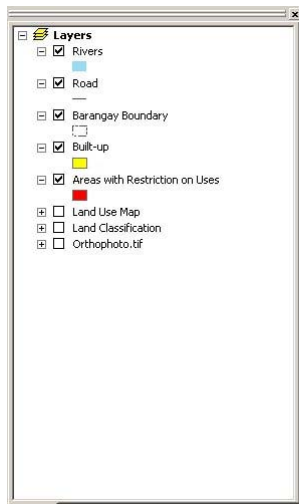 Layers
Rivers
Road
Barangay Boundary
Built-up
Areas with Restriction on Uses
Land Use Map
Land Classification
Orthophoto.tif